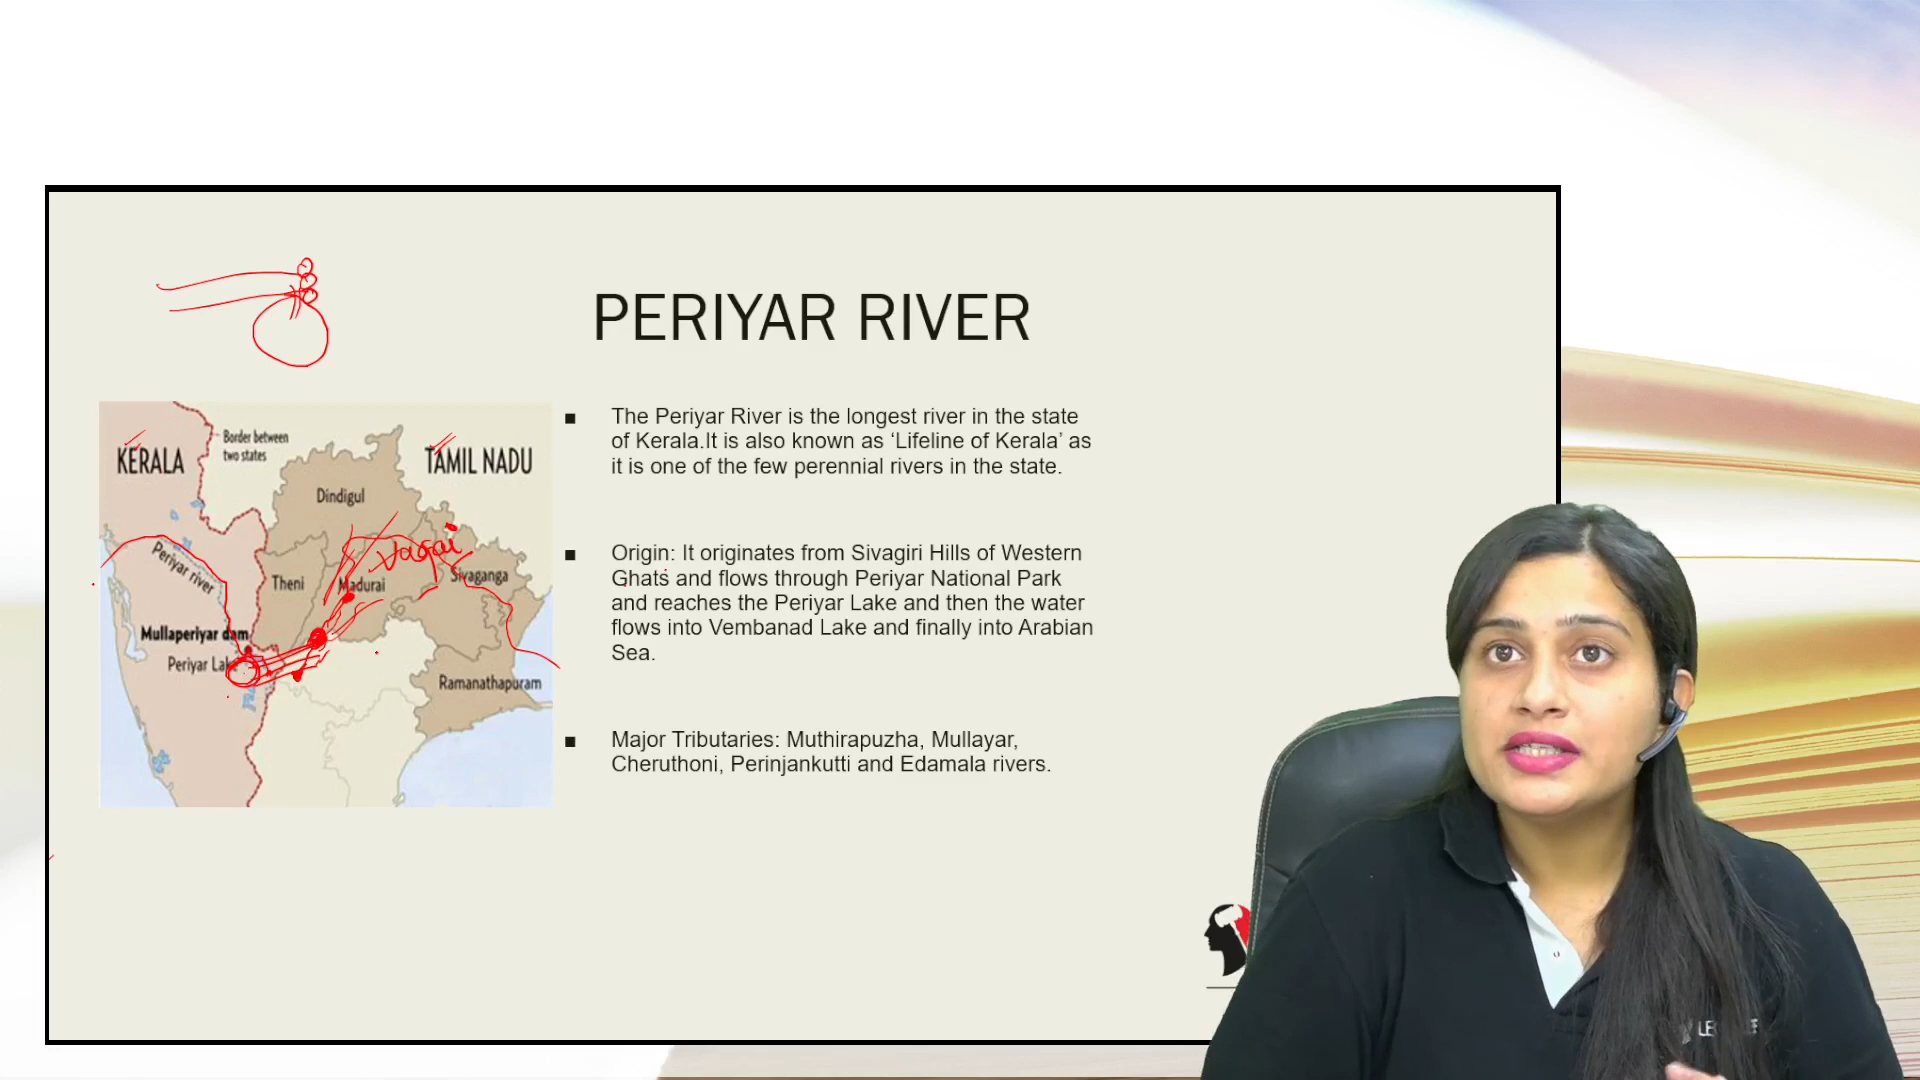 PERIYAR RIVER
KERALA
Border between
two states
TAMIL NADU
Dindigul
Periyar river
Theni
Madurai
Vagai
Sivaganga
Mullaperiyar dam
Periyar Lake
Ramanathapuram
■ The Periyar River is the longest river in the state
of Kerala.It is also known as ‘Lifeline of Kerala’ as
it is one of the few perennial rivers in the state.
■ Origin: It originates from Sivagiri Hills of Western
Ghats and flows through Periyar National Park
and reaches the Periyar Lake and then the water
flows into Vembanad Lake and finally into Arabian
Sea.
■ Major Tributaries: Muthirapuzha, Mullayar,
Cheruthoni, Perinjankutti and Edamala rivers.